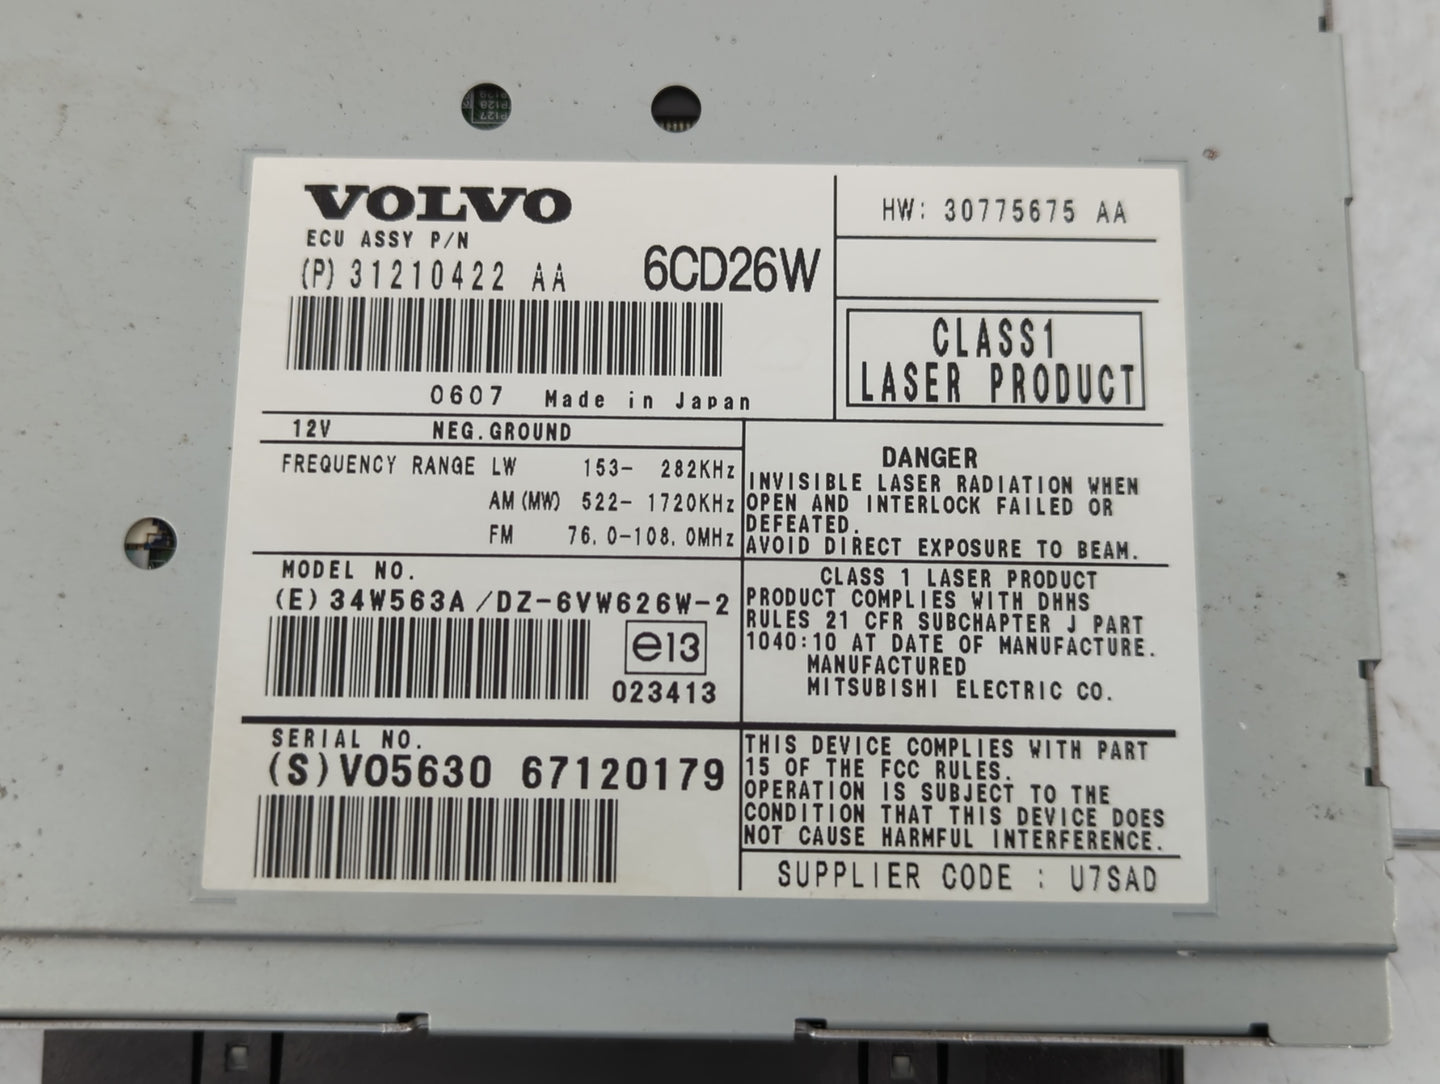 VOLVO
ECU ASSY P/N
(P) 31210422 AA
6CD26W
0607 Made in Japan
HW: 30775675 AA
CLASS1
LASER PRODUCT
12V NEG.GROUND
FREQUENCY RANGE LW 153- 282KHz
AM(MW) 522- 1720KHz
FM 76.0-108.0MHz
DANGER
INVISIBLE LASER RADIATION WHEN
OPEN AND INTERLOCK FAILED OR
DEFEATED.
AVOID DIRECT EXPOSURE TO BEAM.
MODEL NO.
(E) 34W563A /DZ-6VW626W-2
e13
023413
CLASS 1 LASER PRODUCT
PRODUCT COMPLIES WITH DHHS
RULES 21 CFR SUBCHAPTER J PART
1040:10 AT DATE OF MANUFACTURE.
MANUFACTURED
MITSUBISHI ELECTRIC CO.
SERIAL NO.
(S) VO5630 67120179
THIS DEVICE COMPLIES WITH PART
15 OF THE FCC RULES.
OPERATION IS SUBJECT TO THE
CONDITION THAT THIS DEVICE DOES
NOT CAUSE HARMFUL INTERFERENCE.
SUPPLIER CODE : U7SAD